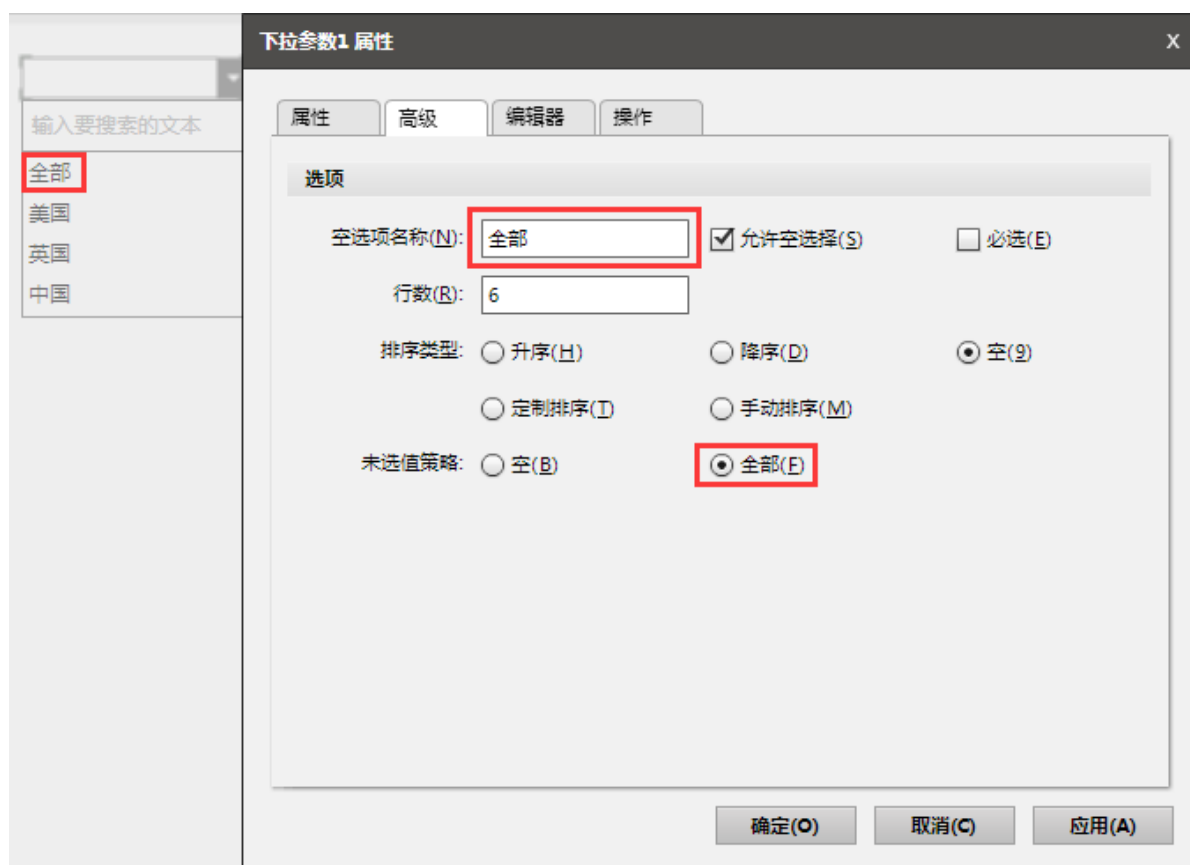 下拉参数1 属性
X
输入要搜索的文本
全部
美国
英国
中国
属性 高级 编辑器 操作
选项
空选项名称(N): 全部 允许空选择(S) 必选(E)
行数(R): 6
排序类型: 升序(H) 降序(D) 空(9)
定制排序(T) 手动排序(M)
未选值策略: 空(B) 全部(F)
确定(O) 取消(C) 应用(A)